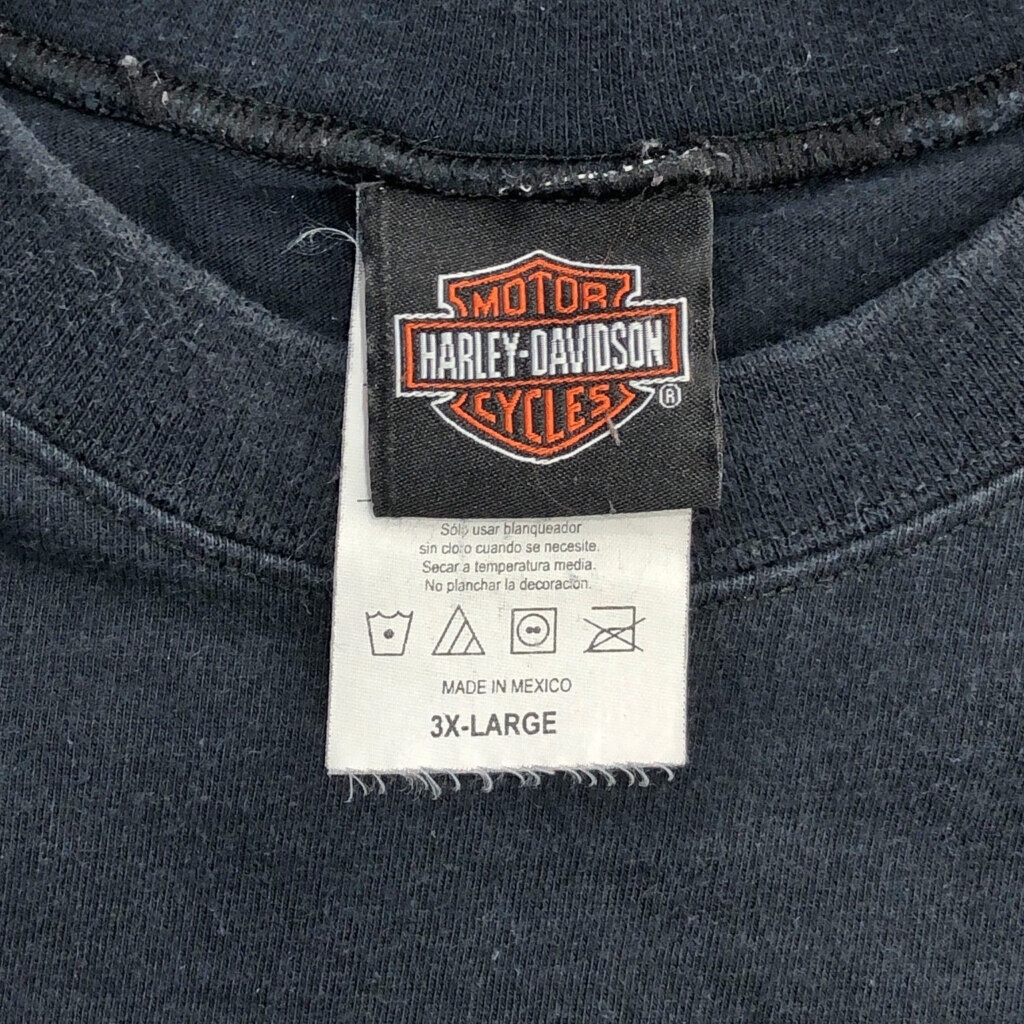 MOTOR
HARLEY-DAVIDSON
CYCLES
®
Sólo usar blanqueador
sin cloro cuando se necesite.
Secar a temperatura media.
No planchar la decoración.
MADE IN MEXICO
3X-LARGE